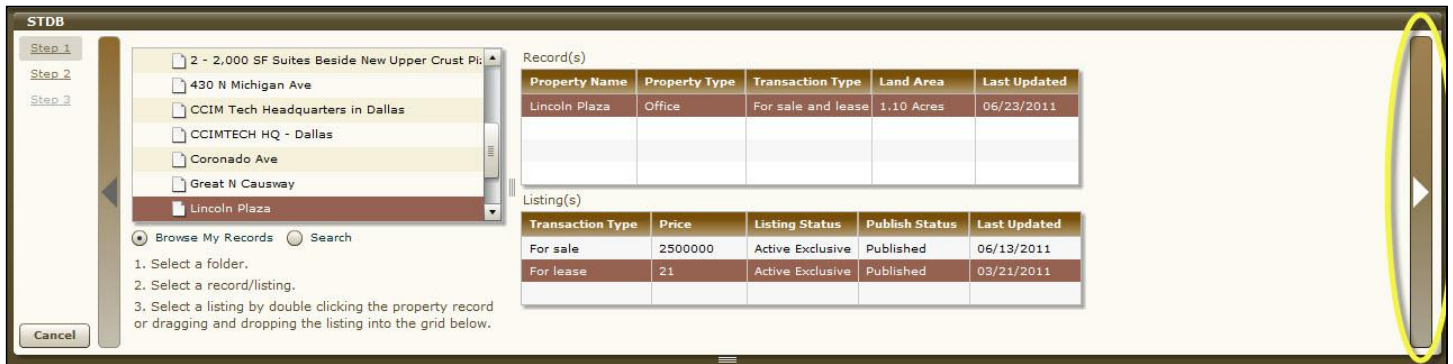 STDB
Step 1
Step 2
Step 3
Cancel
2 - 2,000 SF Suites Beside New Upper Crust Piz
430 N Michigan Ave
CCIM Tech Headquarters in Dallas
CCIMTECH HQ - Dallas
Coronado Ave
Great N Causway
Lincoln Plaza
Browse My Records Search
1. Select a folder.
2. Select a record/listing.
3. Select a listing by double clicking the property record
or dragging and dropping the listing into the grid below.
Record(s)
Property Name Property Type Transaction Type Land Area Last Updated
Lincoln Plaza Office For sale and lease 1.10 Acres 06/23/2011
Listing(s)
Transaction Type Price Listing Status Publish Status Last Updated
For sale 2500000 Active Exclusive Published 06/13/2011
For lease 21 Active Exclusive Published 03/21/2011